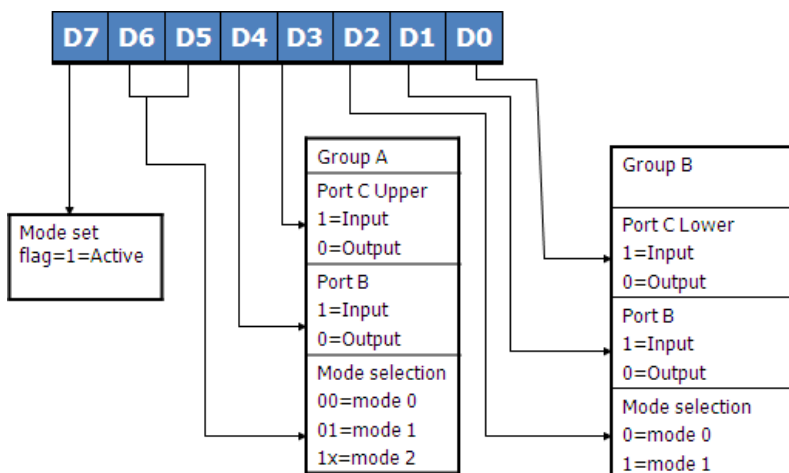 D7 D6 D5 D4 D3 D2 D1 D0
Mode set
flag=1=Active
Group A
Port C Upper
1=Input
0=Output
Port B
1=Input
0=Output
Mode selection
00=mode 0
01=mode 1
1x=mode 2
Group B
Port C Lower
1=Input
0=Output
Port B
1=Input
0=Output
Mode selection
0=mode 0
1=mode 1